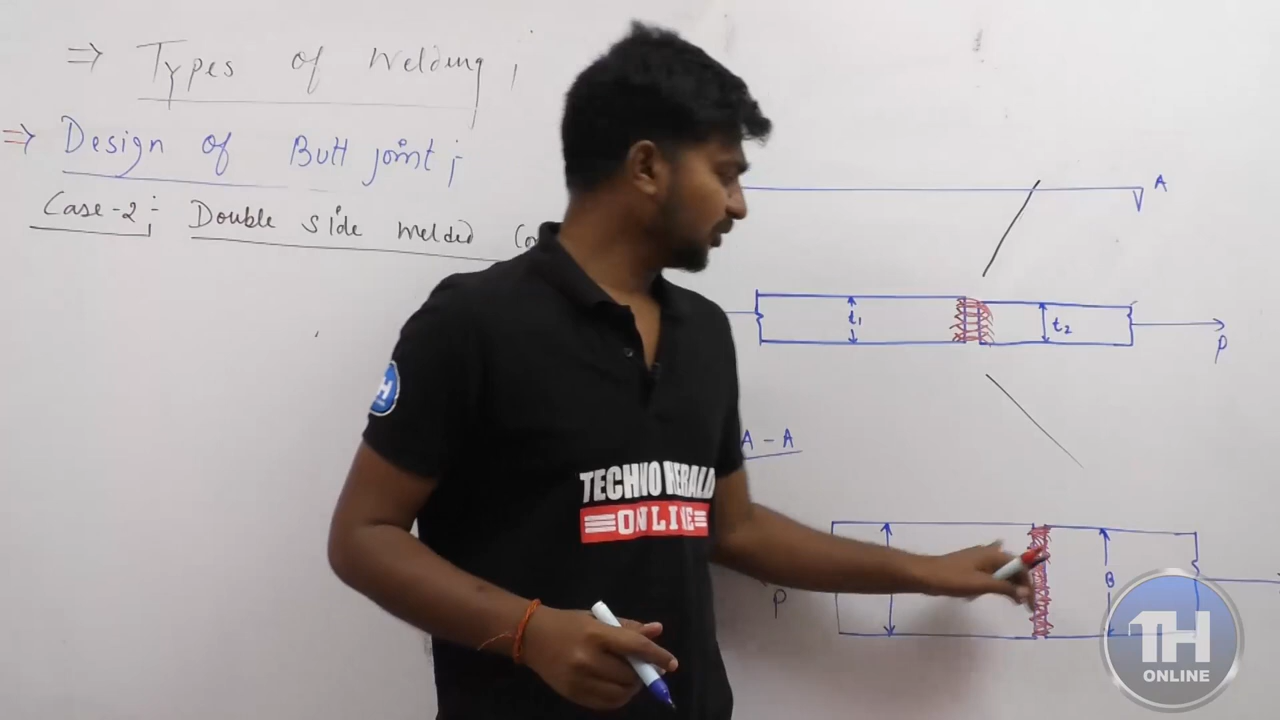 ⇒ Types of Welding ;
⇒ Design of Butt joint ;
Case-2 :- Double side welded
A
t₁
t₂
P
A - A
B
P
TH
TECHNO HERALD
ONLINE
TH
ONLINE